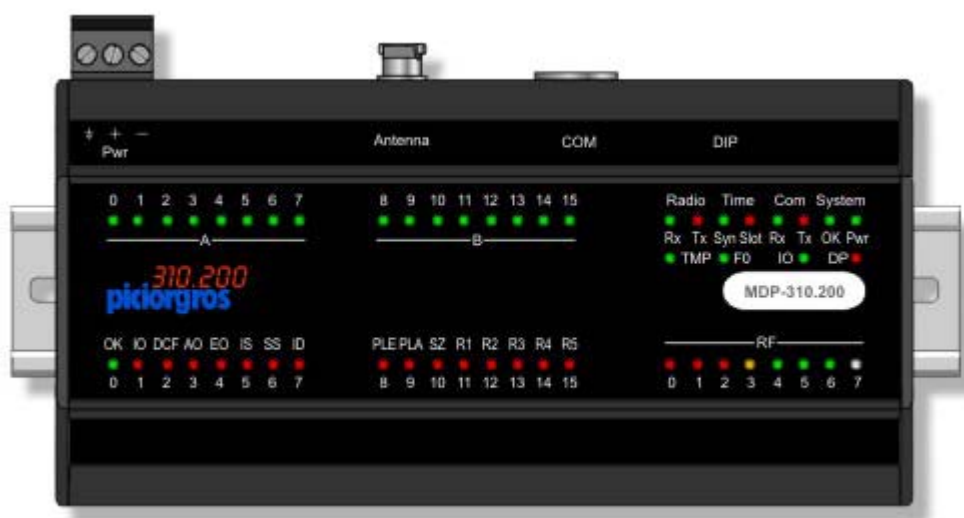 + −
Pwr
Antenna
COM
DIP
0 1 2 3 4 5 6 7
A
8 9 10 11 12 13 14 15
B
Radio Time Com System
Rx Tx Syn Slot Rx Tx OK Pwr
TMP F0 IO DP
310.200
piciorgros
MDP-310.200
OK IO DCF AO EO IS SS ID
0 1 2 3 4 5 6 7
PLE PLA SZ R1 R2 R3 R4 R5
8 9 10 11 12 13 14 15
RF
0 1 2 3 4 5 6 7